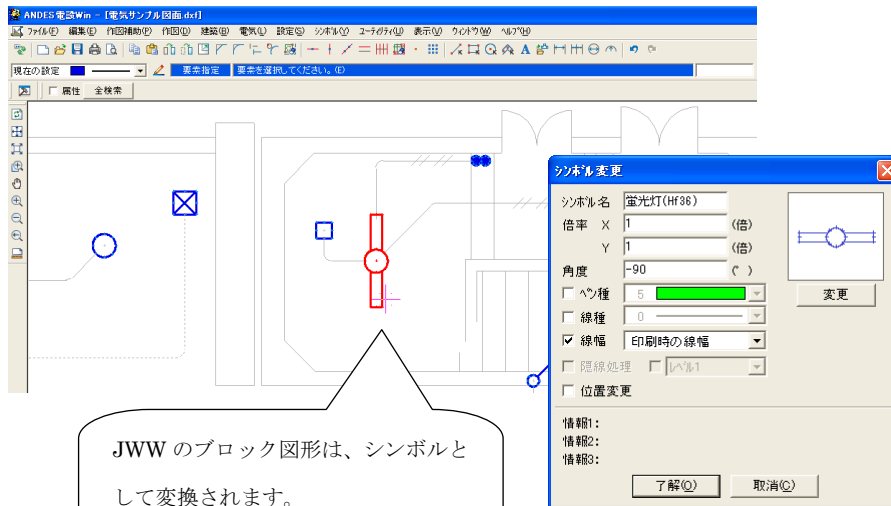 ANDES 電設Win - [電気サンプル図面.dxf]
ファイル(F) 編集(E) 作図補助(P) 作図(D) 建築(B) 電気(L) 設定(S) シンボル(Y) ユーティリティ(U) 表示(V) ウィンドウ(W) ヘルプ(H)
現在の設定 要素指定 要素を選択してください。(E)
属性 全検索
シンボル変更
シンボル名 蛍光灯(Hf36)
倍率 X 1 (倍)
Y 1 (倍)
角度 -90 (° )
変更
ペン種 5
線種 0
線幅 印刷時の線幅
隠線処理 レベル1
位置変更
情報1:
情報2:
情報3:
了解(O) 取消(C)
JWW のブロック図形は、シンボルと
して変換されます。